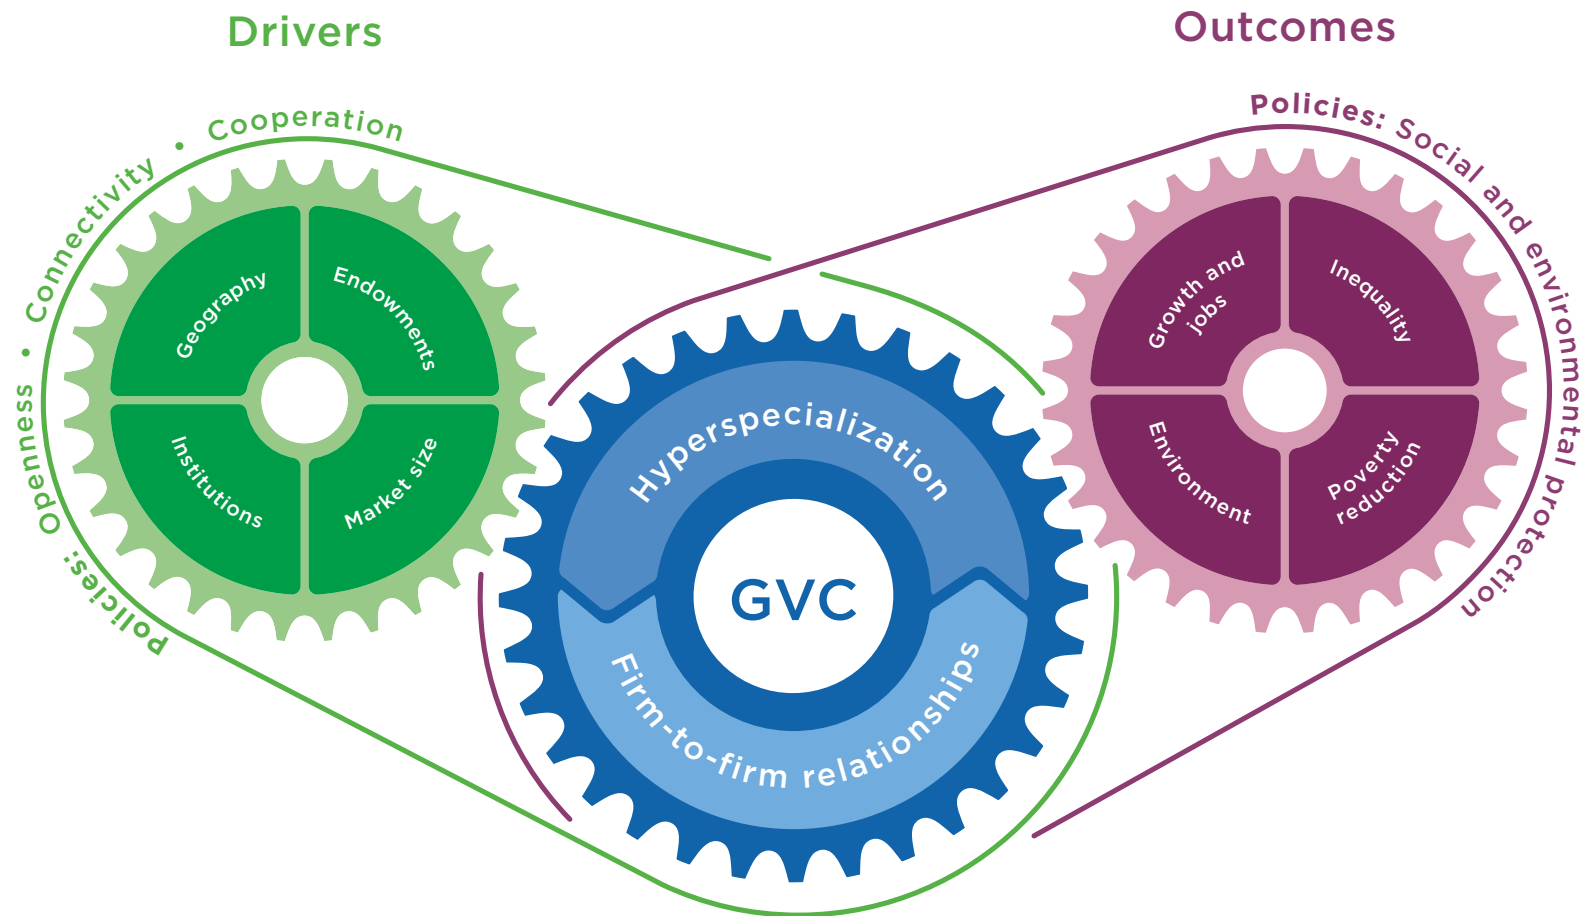 Drivers
Outcomes
Policies: Openness • Connectivity • Cooperation
Geography
Endowments
Institutions
Market size
Hyperspecialization
GVC
Firm-to-firm relationships
Policies: Social and environmental protection
Growth and
jobs
Inequality
Environment
Poverty
reduction